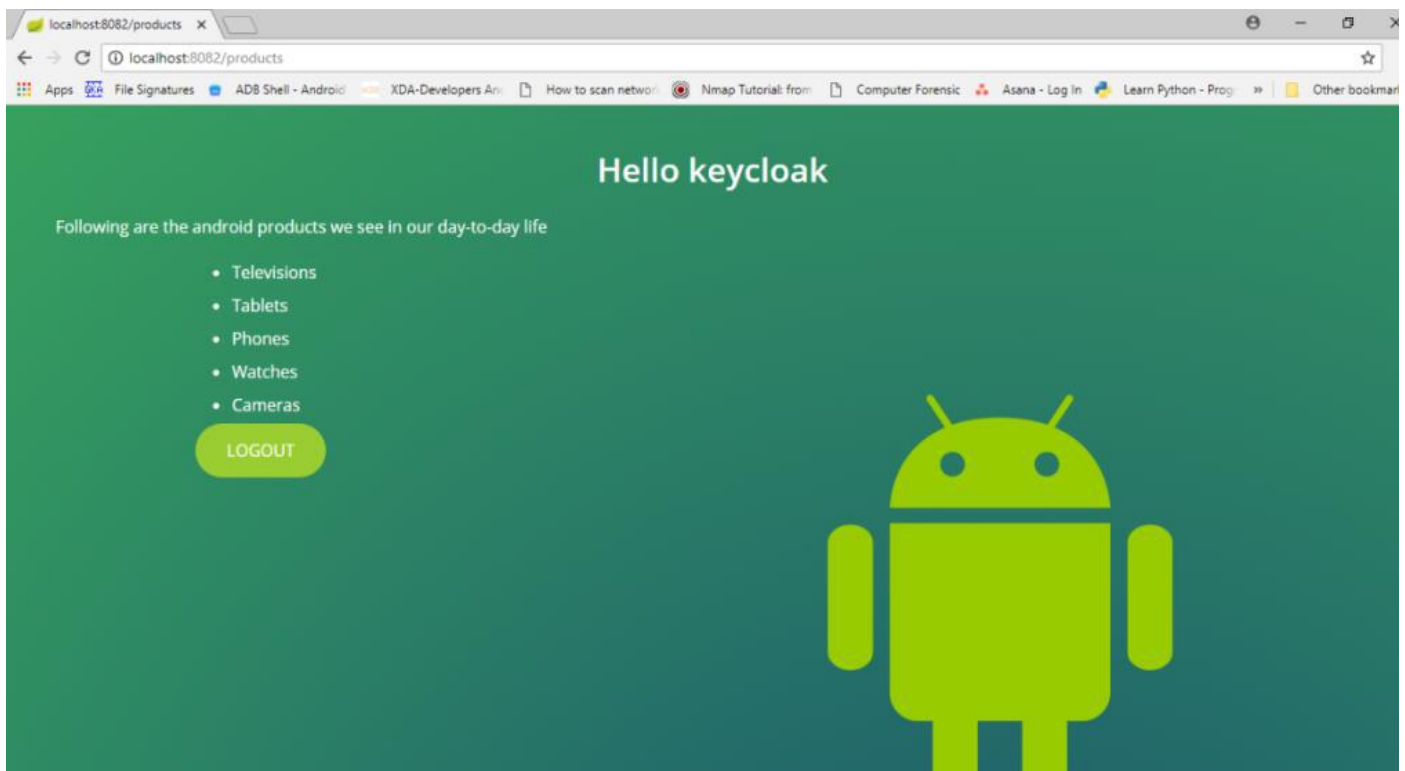 localhost:8082/products
localhost:8082/products
Apps File Signatures ADB Shell - Android XDA-Developers An How to scan networ Nmap Tutorial: from Computer Forensic Asana - Log In Learn Python - Prog » Other bookmar
Hello keycloak
Following are the android products we see in our day-to-day life
• Televisions
• Tablets
• Phones
• Watches
• Cameras
LOGOUT